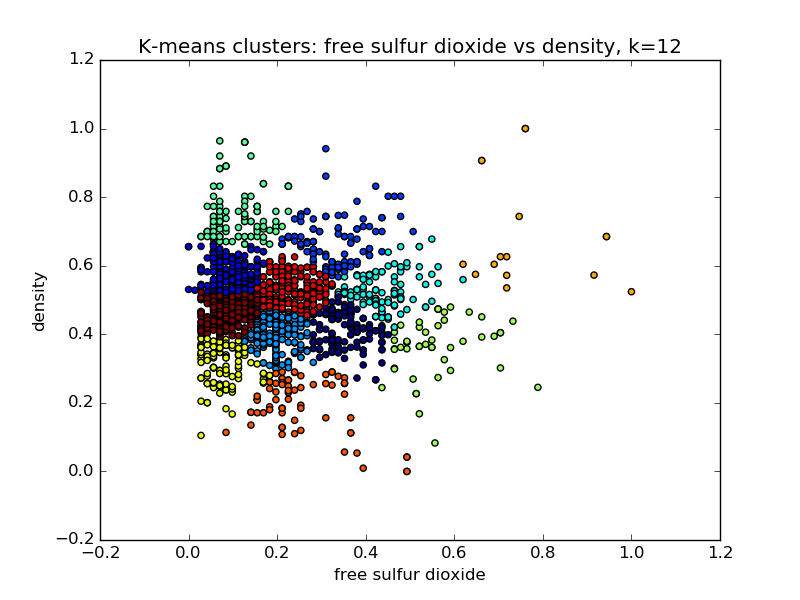 K-means clusters: free sulfur dioxide vs density, k=12
1.2
1.0
0.8
0.6
0.4
0.2
0.0
−0.2
density
−0.2 0.0 0.2 0.4 0.6 0.8 1.0 1.2
free sulfur dioxide